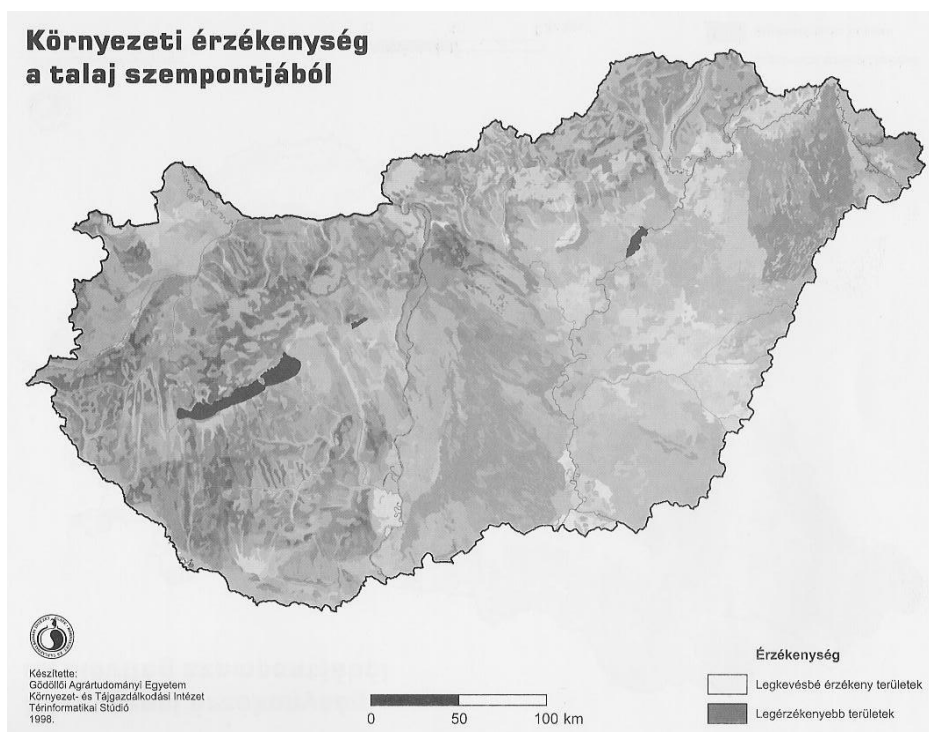 Környezeti érzékenység
a talaj szempontjából
Érzékenység
Legkevésbé érzékeny területek
Legérzékenyebb területek
Készítette:
Gödöllői Agrártudományi Egyetem
Környezet- és Tájgazdálkodási Intézet
Térinformatikai Stúdió
1998.
0 50 100 km